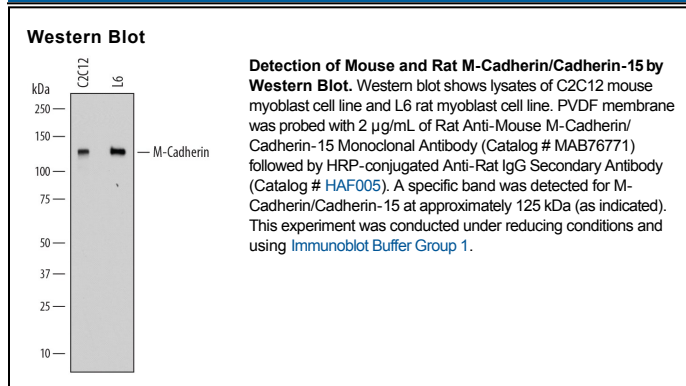 Western Blot
kDa
C2C12
L6
250
150
M-Cadherin
100
75
50
37
25
10
Detection of Mouse and Rat M-Cadherin/Cadherin-15 by
Western Blot. Western blot shows lysates of C2C12 mouse
myoblast cell line and L6 rat myoblast cell line. PVDF membrane
was probed with 2 µg/mL of Rat Anti-Mouse M-Cadherin/
Cadherin-15 Monoclonal Antibody (Catalog # MAB76771)
followed by HRP-conjugated Anti-Rat IgG Secondary Antibody
(Catalog # HAF005). A specific band was detected for M-
Cadherin/Cadherin-15 at approximately 125 kDa (as indicated).
This experiment was conducted under reducing conditions and
using Immunoblot Buffer Group 1.